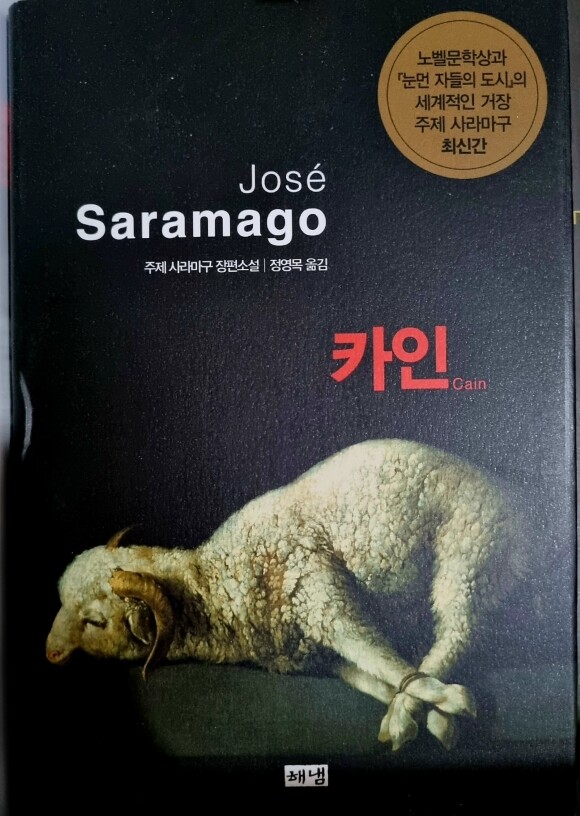 노벨문학상과
『눈먼 자들의 도시』의
세계적인 거장
주제 사라마구
최신간
José
Saramago
주제 사라마구 장편소설 | 정영목 옮김
카인 Cain
해냄